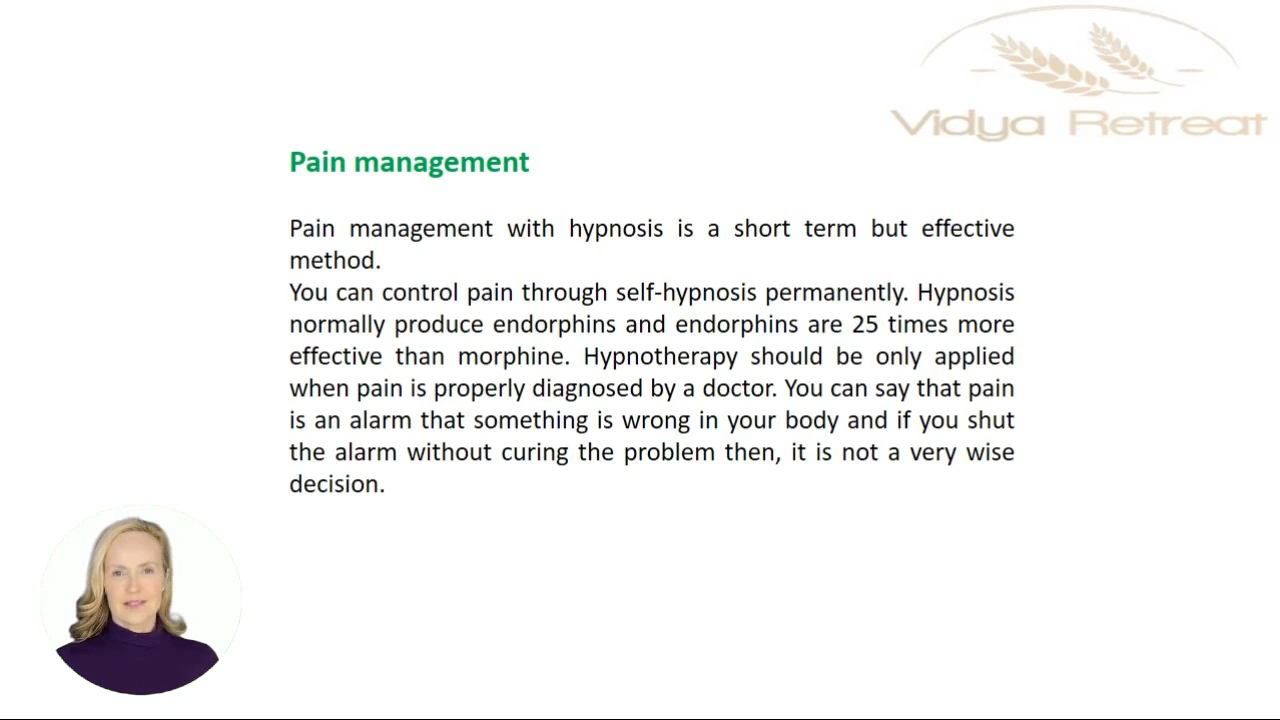 Vidya Retreat
Pain management
Pain management with hypnosis is a short term but effective
method.
You can control pain through self-hypnosis permanently. Hypnosis
normally produce endorphins and endorphins are 25 times more
effective than morphine. Hypnotherapy should be only applied
when pain is properly diagnosed by a doctor. You can say that pain
is an alarm that something is wrong in your body and if you shut
the alarm without curing the problem then, it is not a very wise
decision.